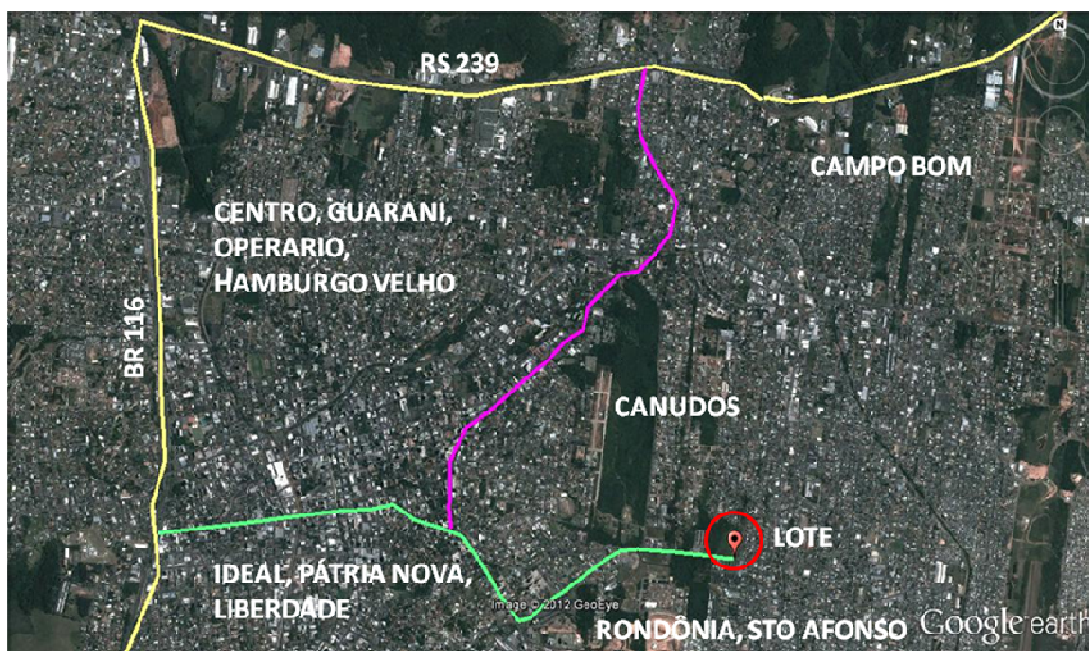 N
RS 239
CAMPO BOM
CENTRO, GUARANI,
OPERARIO,
HAMBURGO VELHO
BR 116
CANUDOS
LOTE
IDEAL, PÁTRIA NOVA,
LIBERDADE
Image © 2012 GeoEye
RONDÔNIA, STO AFONSO
Google earth